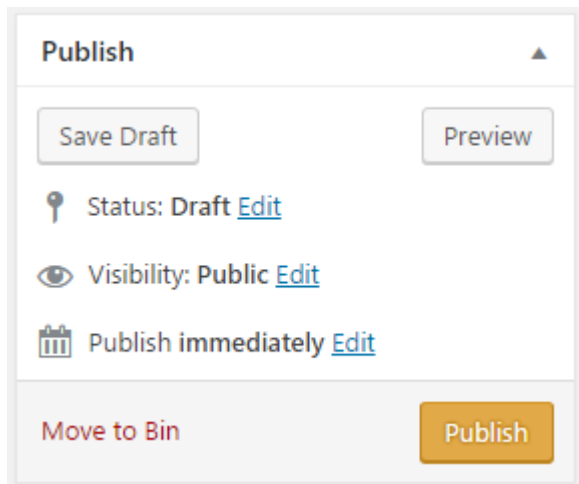 Publish
Save Draft Preview
Status: Draft Edit
Visibility: Public Edit
Publish immediately Edit
Move to Bin Publish